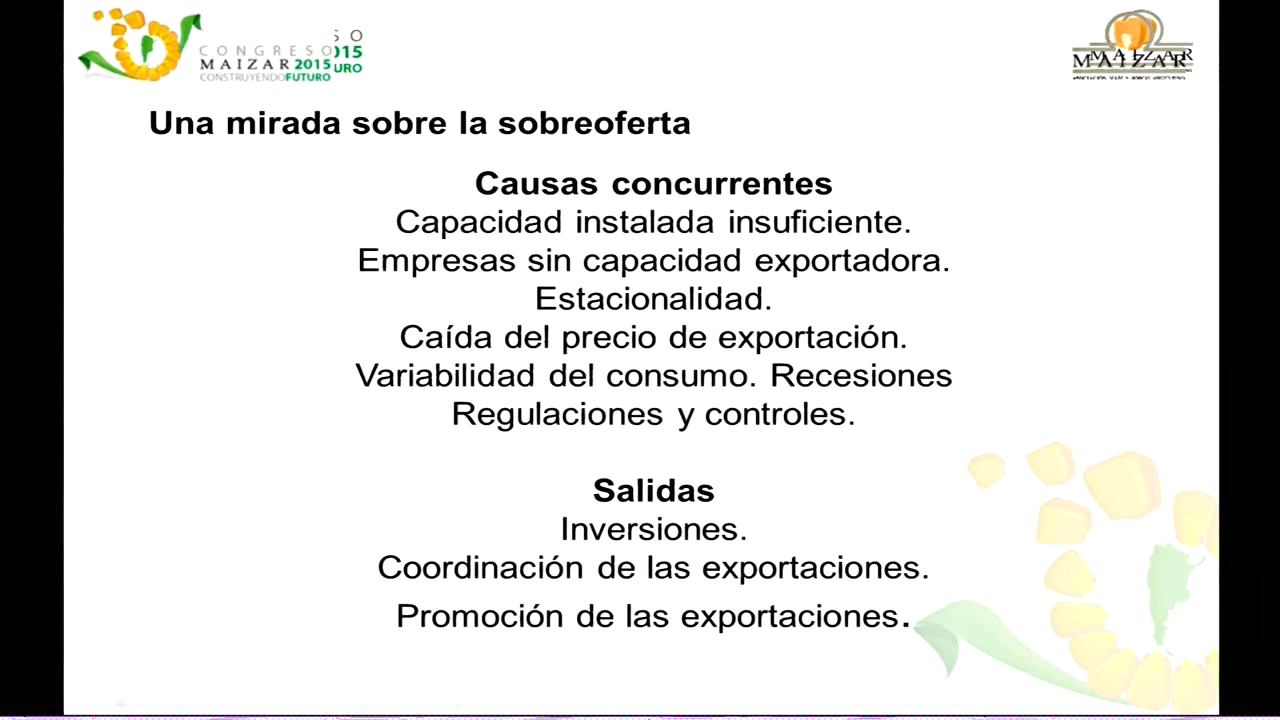 CONGRESO
MAIZAR 2015
CONSTRUYENDO FUTURO
S O
015
URO
MAIZAR
Una mirada sobre la sobreoferta
Causas concurrentes
Capacidad instalada insuficiente.
Empresas sin capacidad exportadora.
Estacionalidad.
Caída del precio de exportación.
Variabilidad del consumo. Recesiones
Regulaciones y controles.
Salidas
Inversiones.
Coordinación de las exportaciones.
Promoción de las exportaciones.